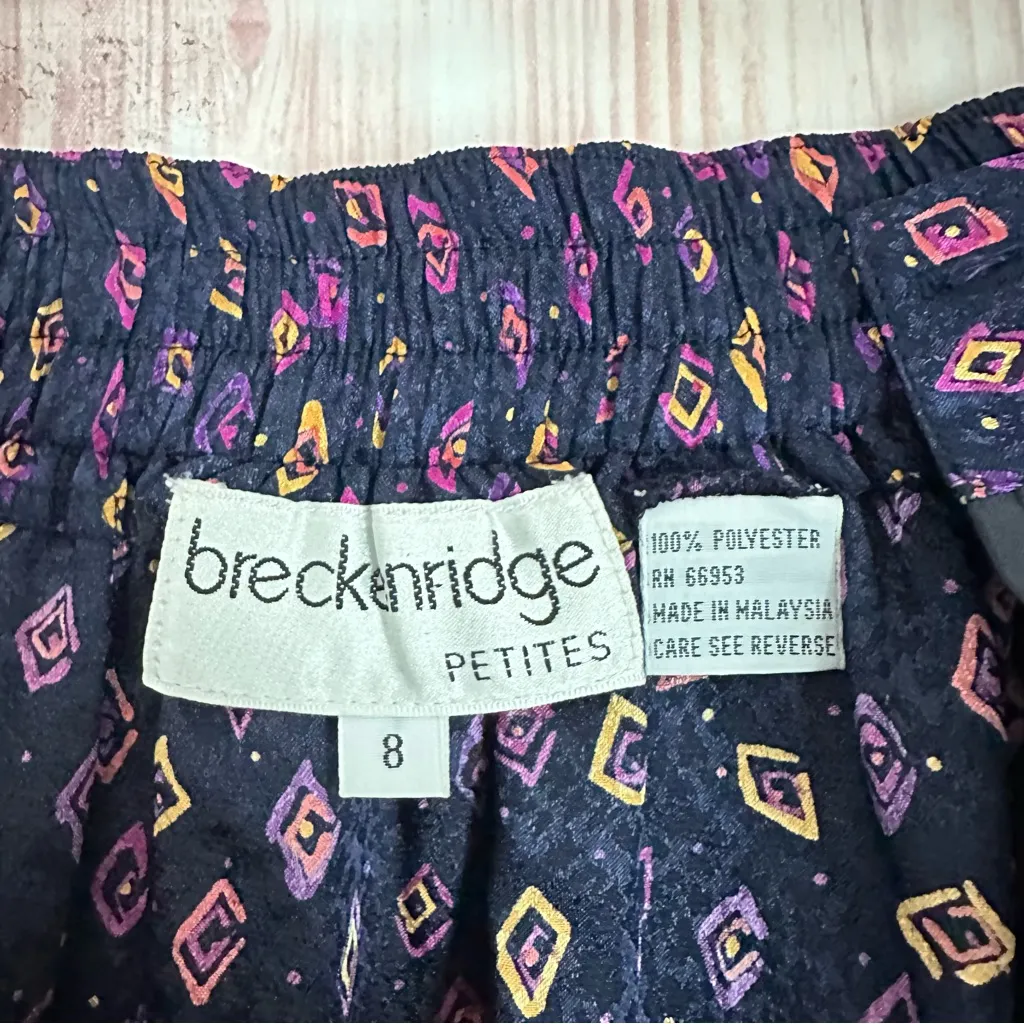 breckenridge
PETITES
8
100% POLYESTER
RN 66953
MADE IN MALAYSIA
CARE SEE REVERSE